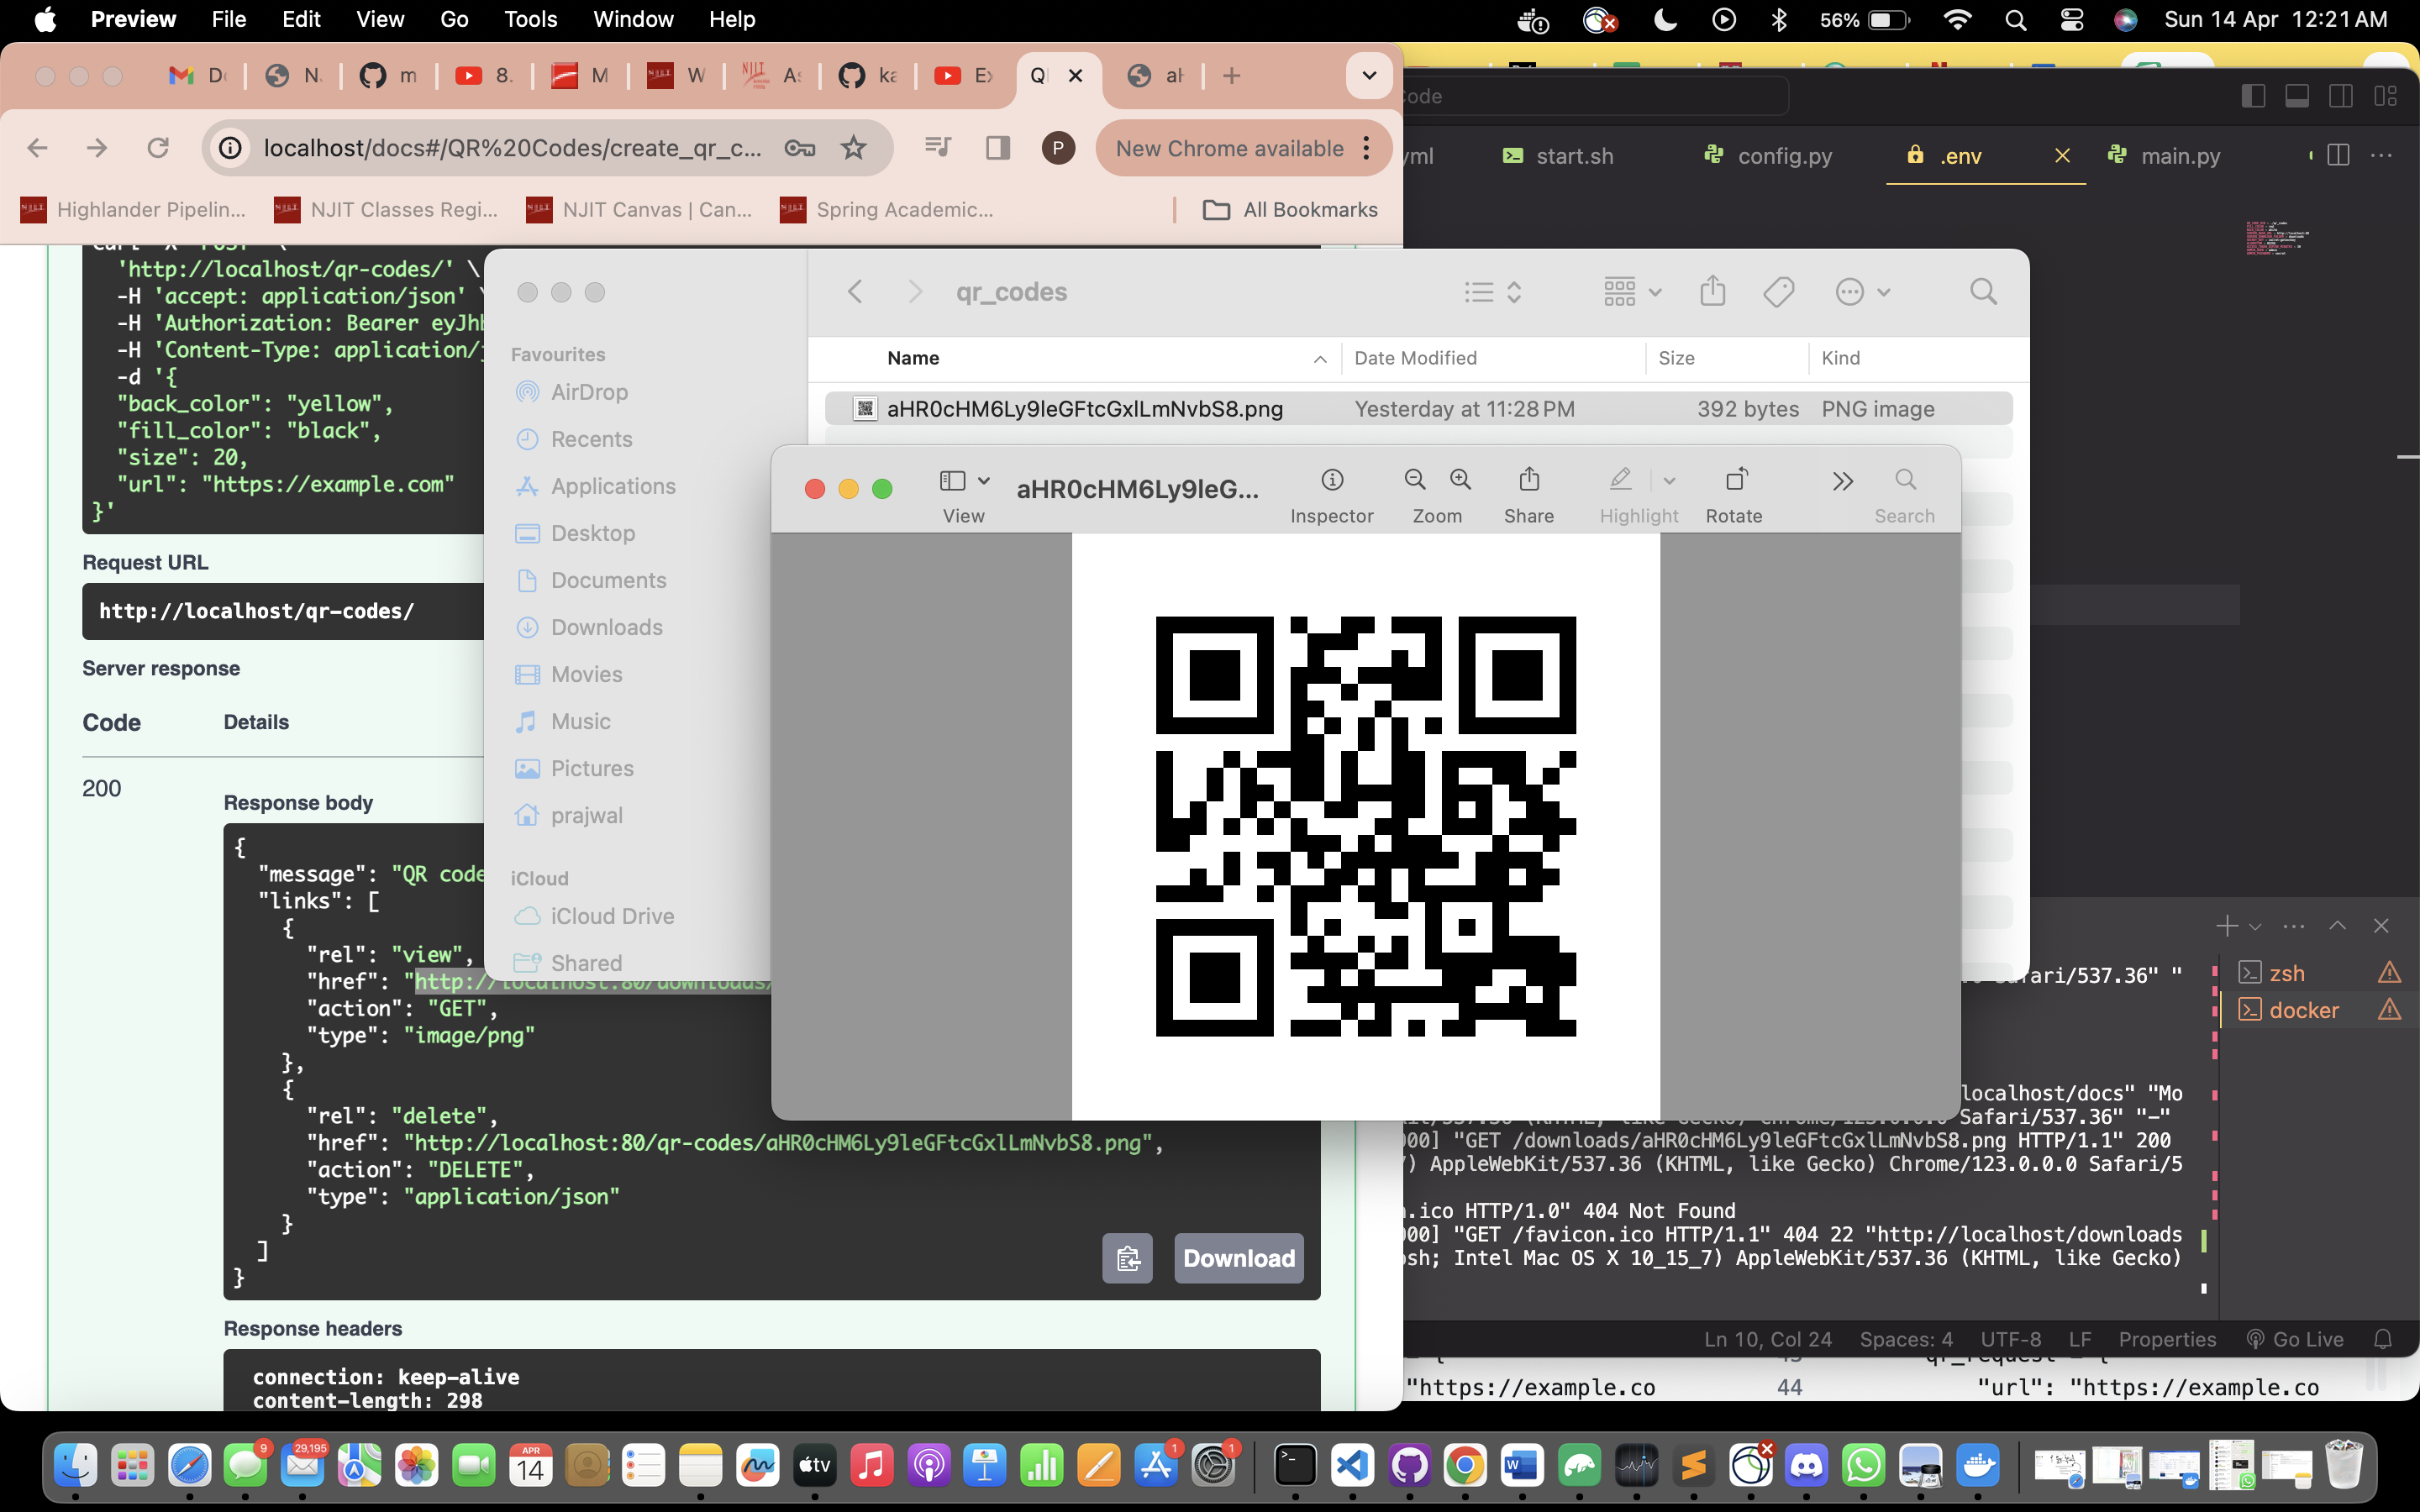 Preview File Edit View Go Tools Window Help 56% Sun 14 Apr 12:21 AM
8.
M
W
Q
New Chrome available
localhost/docs#/QR%20Codes/create_qr_c...
P
Highlander Pipelin... NJIT Classes Regi... NJIT Canvas | Can... Spring Academic... All Bookmarks
start.sh config.py .env main.py
'http://localhost/qr-codes/' \
-H 'accept: application/json'
-H 'Authorization: Bearer
-H 'Content-Type:
-d '{
"back_color": "yellow",
"fill_color": "black",
"size": 20,
"url": "https://example.com"
}'
Request URL
http://localhost/qr-codes/
Server response
Code Details
200
Response body
{
"message": "QR code
"links": [
{
"rel": "view",
"href": "http://localhost:80/downloads/
"action": "GET",
"type": "image/png"
},
{
"rel": "delete",
"href": "http://localhost:80/qr-codes/aHR0cHM6Ly9leGFtcGxlLmNvbS8.png",
"action": "DELETE",
"type": "application/json"
}
]
}
Download
Response headers
connection: keep-alive
content-length: 298
qr_codes
Favourites
AirDrop
Recents
Applications
Desktop
Documents
Downloads
Movies
Music
Pictures
prajwal
iCloud
iCloud Drive
Shared
Name Date Modified Size Kind
aHR0cHM6Ly9leGFtcGxlLmNvbS8.png Yesterday at 11:28 PM 392 bytes PNG image
aHR0cHM6Ly9leG...
View Inspector Zoom Share Highlight Rotate Search
zsh
docker
Safari/537.36" "
localhost/docs" "Mo
Safari/537.36" "-"
"GET /downloads/aHR0cHM6Ly9leGFtcGxlLmNvbS8.png HTTP/1.1" 200
AppleWebKit/537.36 (KHTML, like Gecko) Chrome/123.0.0.0 Safari/5
.ico HTTP/1.0" 404 Not Found
"GET /favicon.ico HTTP/1.1" 404 22 "http://localhost/downloads
Intel Mac OS X 10_15_7) AppleWebKit/537.36 (KHTML, like Gecko)
Ln 10, Col 24 Spaces: 4 UTF-8 LF Properties Go Live
"https://example.co 44 "url": "https://example.co
9
29,195
APR
14
tv
1
1